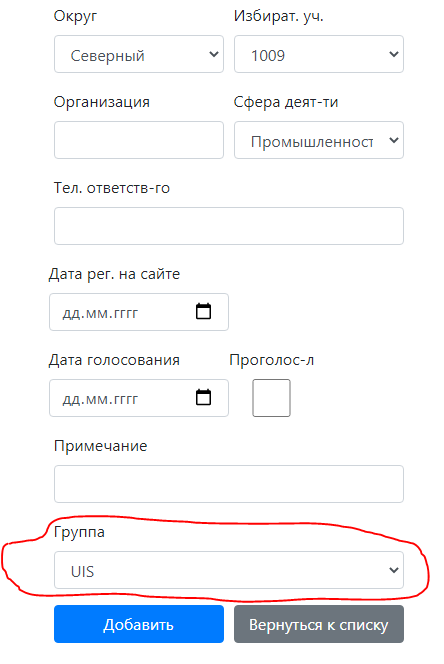 Округ Избират. уч.
Северный 1009
Организация Сфера деят-ти
Промышленност
Тел. ответств-го
Дата рег. на сайте
дд.мм.гггг
Дата голосования Проголос-л
дд.мм.гггг
Примечание
Группа
UIS
Добавить Вернуться к списку